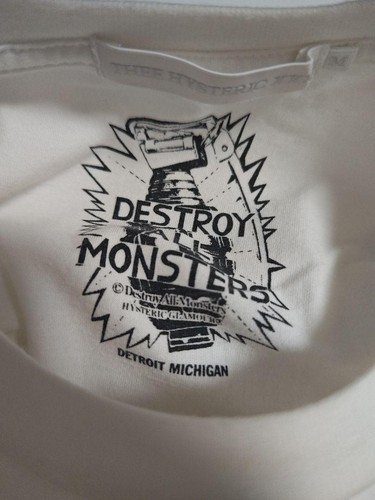 THEE HYSTERIC XXX
M
DESTROY
ALL
MONSTERS
©Destroy All Monsters
HYSTERIC GLAMOUR
DETROIT MICHIGAN